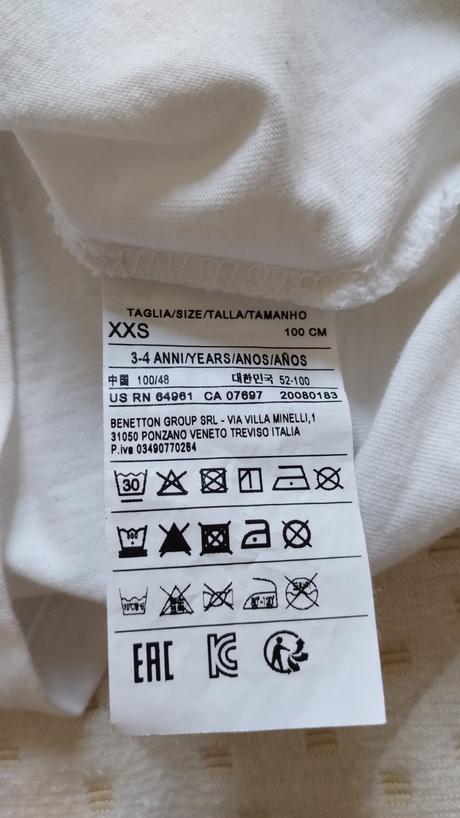 TAGLIA/SIZE/TALLA/TAMANHO
XXS 100 CM
3-4 ANNI/YEARS/ANOS/AÑOS
中国 100/48 대한민국 52-100
US RN 64961 CA 07697 20080183
BENETTON GROUP SRL - VIA VILLA MINELLI,1
31050 PONZANO VENETO TREVISO ITALIA
P.iva 03490770264
30
EAC